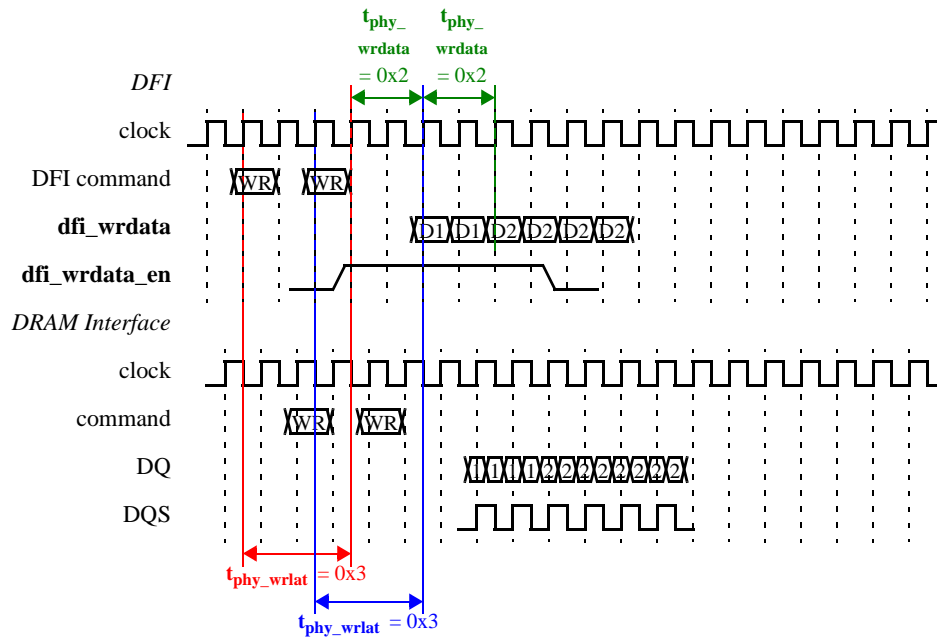 tphy_ tphy_
wrdata wrdata
= 0x2 = 0x2
DFI
clock
DFI command WR WR
dfi_wrdata D1 D1 D2 D2 D2 D2
dfi_wrdata_en
DRAM Interface
clock
command WR WR
DQ 1 1 1 1 2 2 2 2 2 2 2 2
DQS
tphy_wrlat = 0x3
tphy_wrlat = 0x3